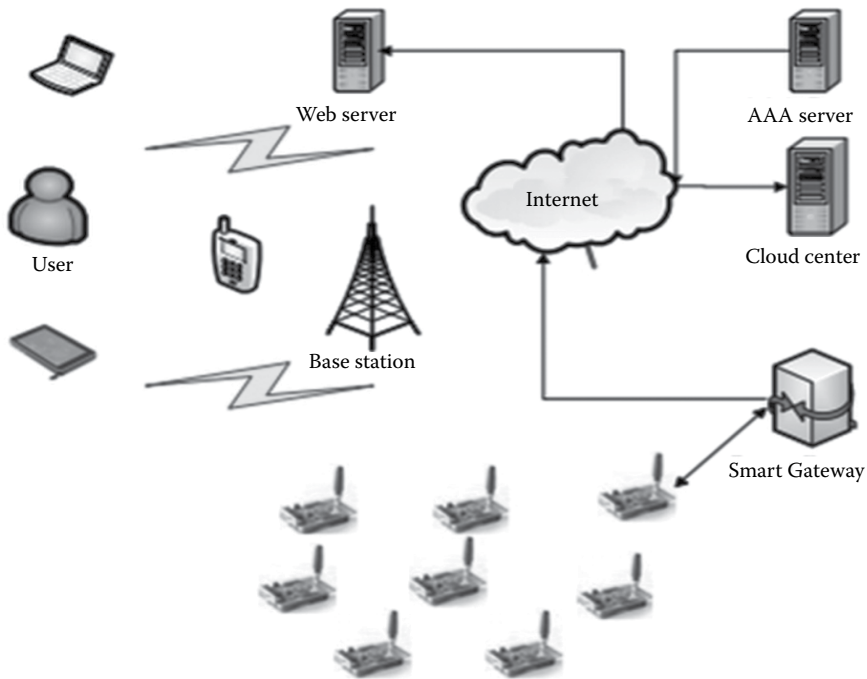 Web server
AAA server
Internet
User
Cloud center
Base station
Smart Gateway